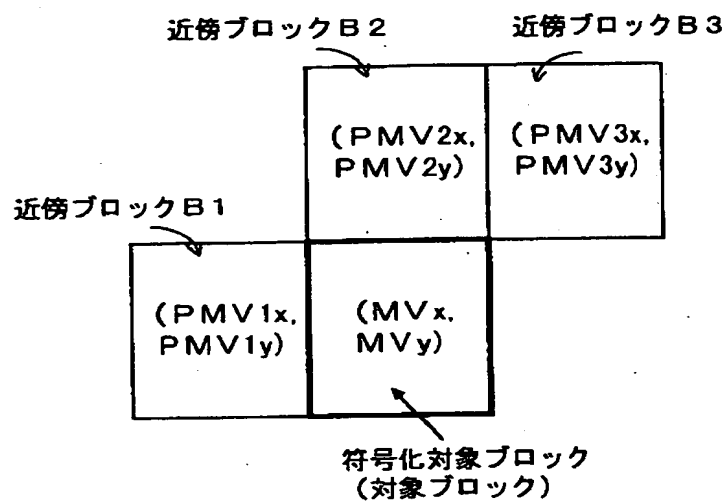 近傍ブロックB2
近傍ブロックB3
(PMV2x,
PMV2y)
(PMV3x,
PMV3y)
近傍ブロックB1
(PMV1x,
PMV1y)
(MVx,
MVy)
符号化対象ブロック
(対象ブロック)